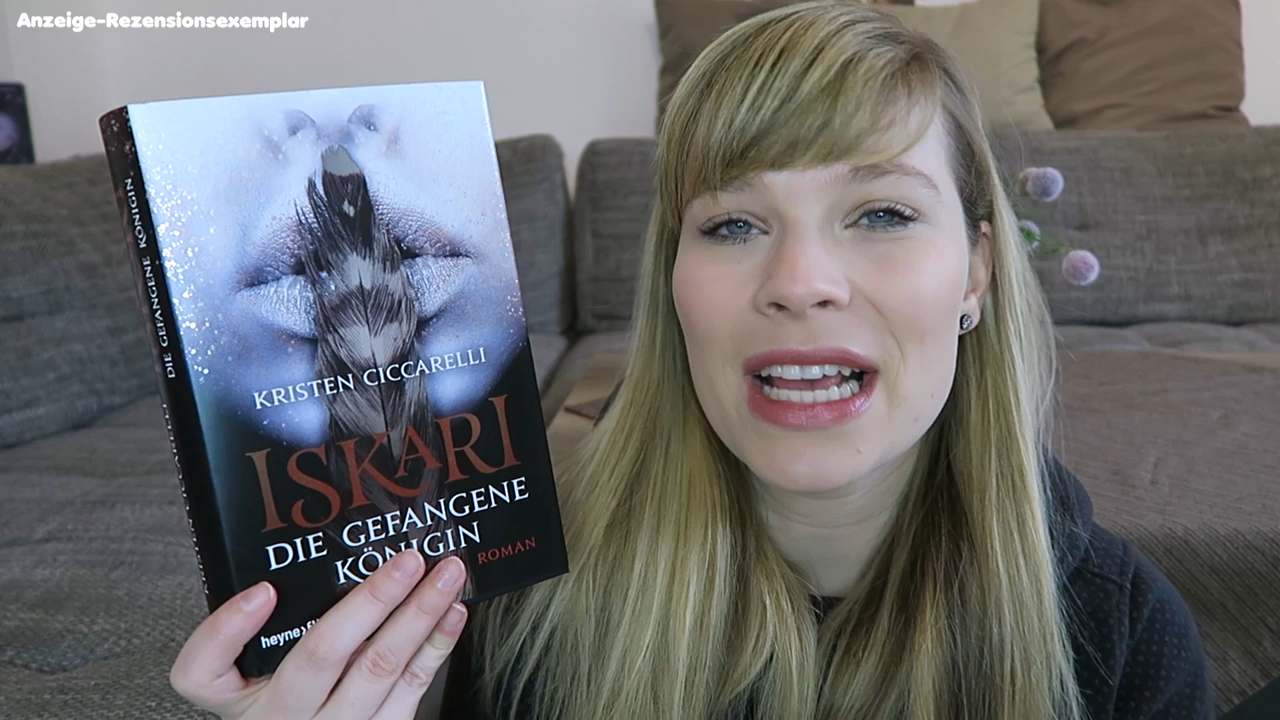 Anzeige-Rezensionsexemplar
DIE GEFANGENE KÖNIGIN
KRISTEN CICCARELLI
ISKARI
DIE GEFANGENE
KÖNIGIN
ROMAN